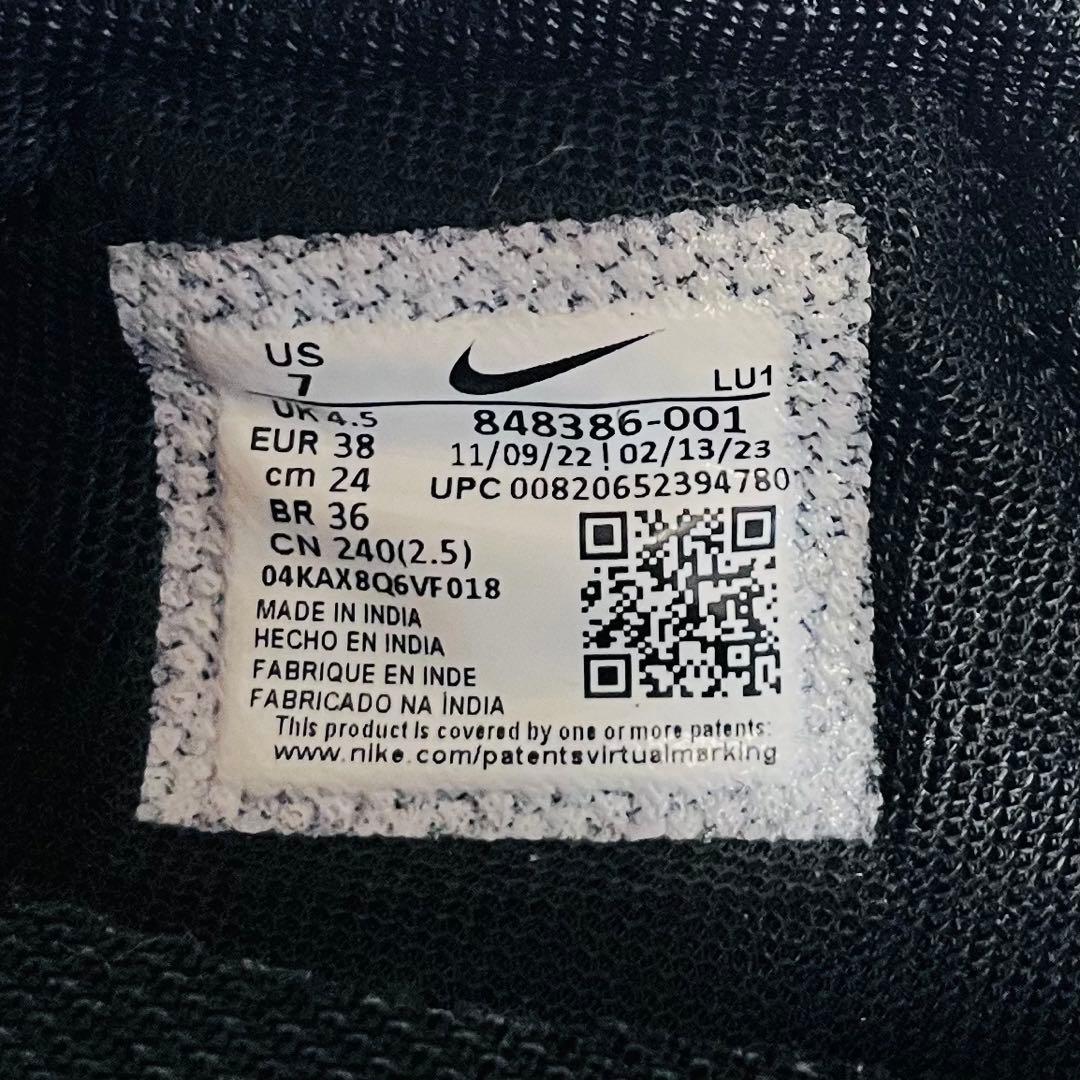 US
7
LU1
UK 4.5
848386-001
EUR 38
11/09/22 ! 02/13/23
cm 24
UPC 00820652394780
BR 36
CN 240(2.5)
04KAX8Q6VF018
MADE IN INDIA
HECHO EN INDIA
FABRIQUE EN INDE
FABRICADO NA ÍNDIA
This product is covered by one or more patents:
www.nike.com/patentsvirtualmarking